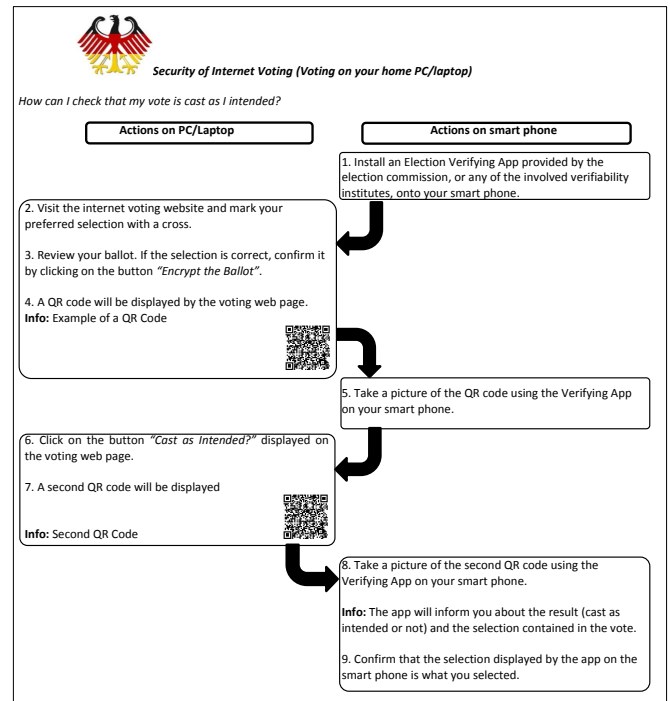 Security of Internet Voting (Voting on your home PC/laptop)
How can I check that my vote is cast as I intended?
Actions on PC/Laptop
Actions on smart phone
1. Install an Election Verifying App provided by the
election commission, or any of the involved verifiability
institutes, onto your smart phone.
2. Visit the internet voting website and mark your
preferred selection with a cross.
3. Review your ballot. If the selection is correct, confirm it
by clicking on the button "Encrypt the Ballot".
4. A QR code will be displayed by the voting web page.
Info: Example of a QR Code
5. Take a picture of the QR code using the Verifying App
on your smart phone.
6. Click on the button "Cast as Intended?" displayed on
the voting web page.
7. A second QR code will be displayed
Info: Second QR Code
8. Take a picture of the second QR code using the
Verifying App on your smart phone.
Info: The app will inform you about the result (cast as
intended or not) and the selection contained in the vote.
9. Confirm that the selection displayed by the app on the
smart phone is what you selected.